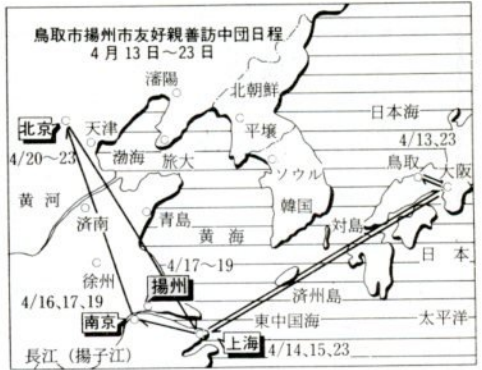 鳥取市揚州市友好親善訪中団日程
4月13日～23日
瀋陽
北朝鮮
日本海
北京
天津
平壌
4/13､23
4/20～23
渤海
旅大
ソウル
鳥取
大阪
黄河
済南
青島
韓国
黄海
対島
日本
徐州
4/17～19
揚州
済州島
4/16､17､19
南京
東中国海
太平洋
上海
長江（揚子江）
4/14､15､23